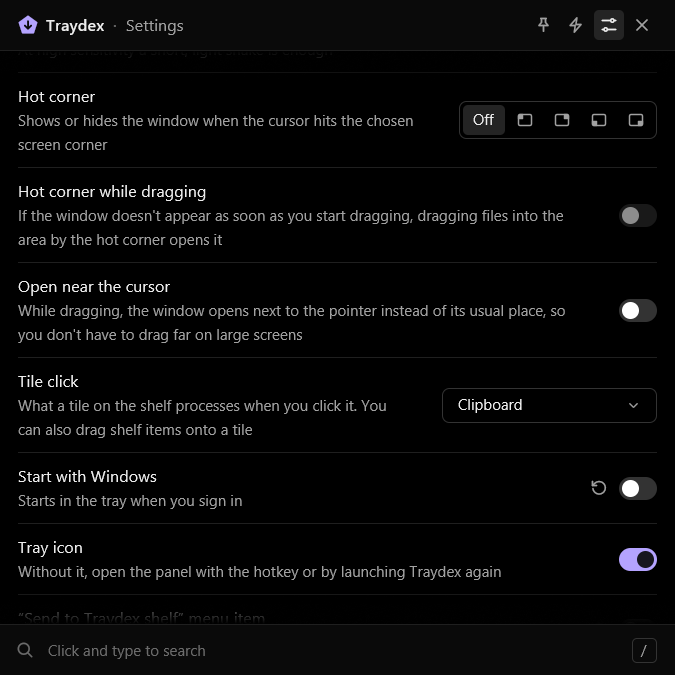 Traydex · Settings
Hot corner
Shows or hides the window when the cursor hits the chosen
screen corner
Off
Hot corner while dragging
If the window doesn't appear as soon as you start dragging, dragging files into the
area by the hot corner opens it
Open near the cursor
While dragging, the window opens next to the pointer instead of its usual place, so
you don't have to drag far on large screens
Tile click
What a tile on the shelf processes when you click it. You
can also drag shelf items onto a tile
Clipboard
Start with Windows
Starts in the tray when you sign in
Tray icon
Without it, open the panel with the hotkey or by launching Traydex again
“Send to Traydex shelf” menu item
Click and type to search
/